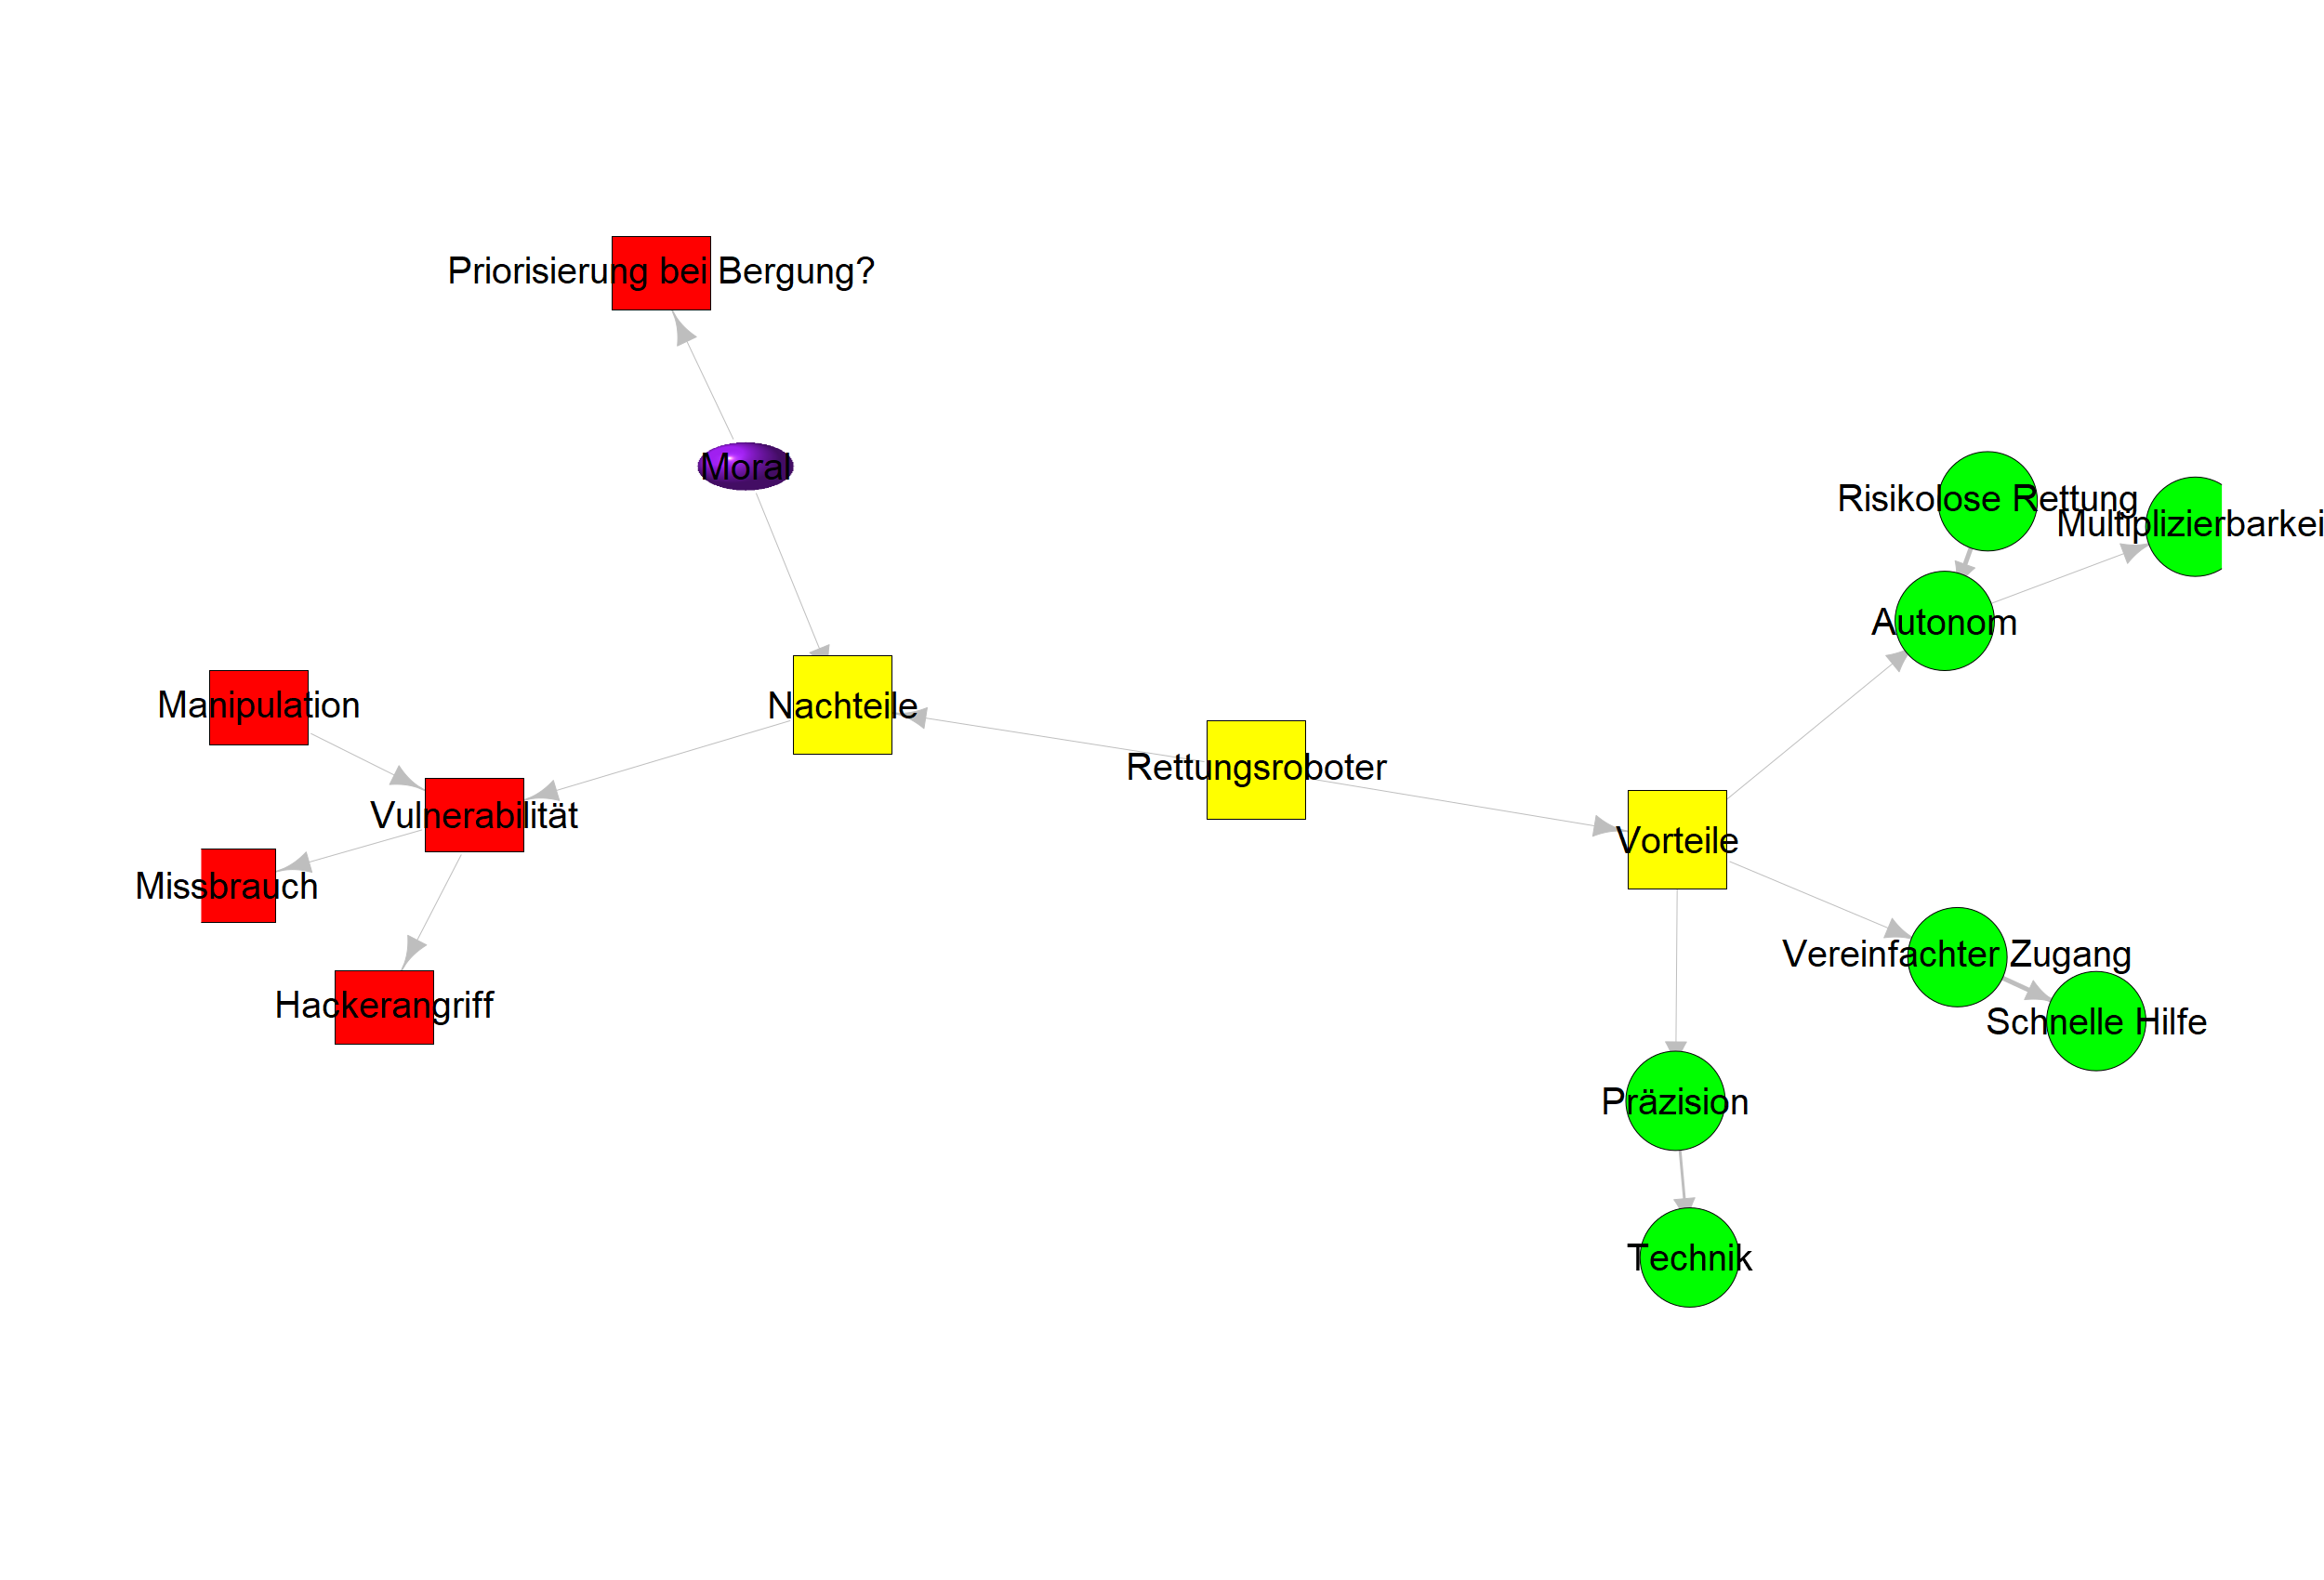 Priorisierung bei Bergung?
Moral
Risikolose Rettung
Multiplizierbarkei
Autonom
Manipulation
Nachteile
Rettungsroboter
Vulnerabilität
Vorteile
Missbrauch
Vereinfachter Zugang
Hackerangriff
Schnelle Hilfe
Präzision
Technik